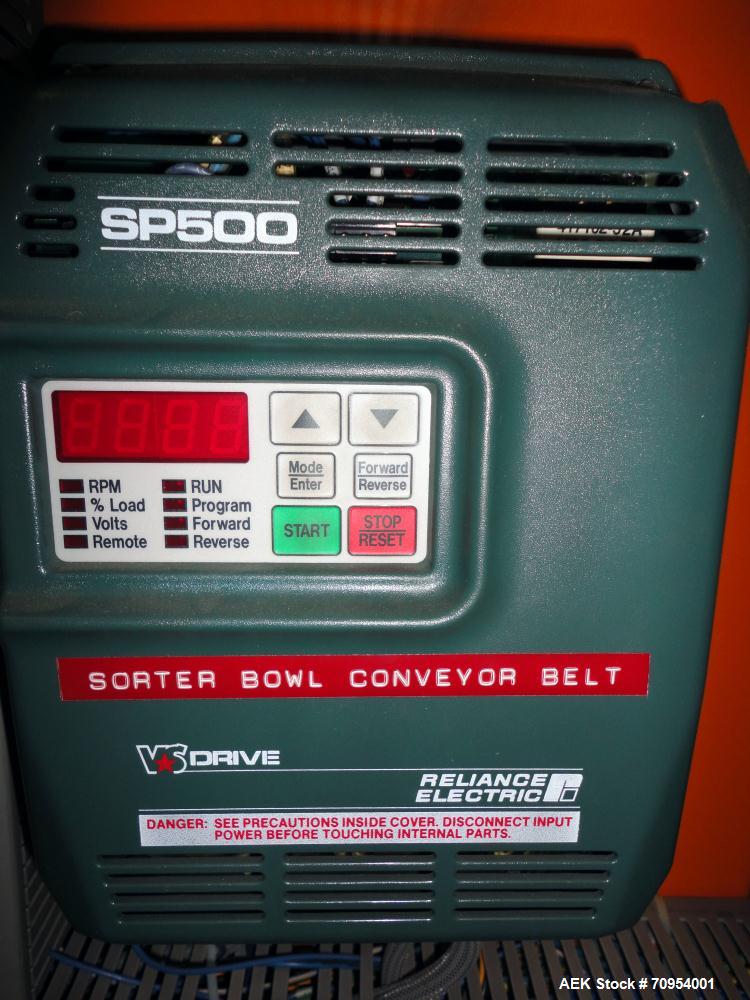 SP500
RPM
% Load
Volts
Remote
RUN
Program
Forward
Reverse
Mode
Enter
Forward
Reverse
START
STOP
RESET
SORTER BOWL CONVEYOR BELT
VS DRIVE
RELIANCE
ELECTRIC
DANGER: SEE PRECAUTIONS INSIDE COVER. DISCONNECT INPUT
POWER BEFORE TOUCHING INTERNAL PARTS.
AEK Stock # 70954001